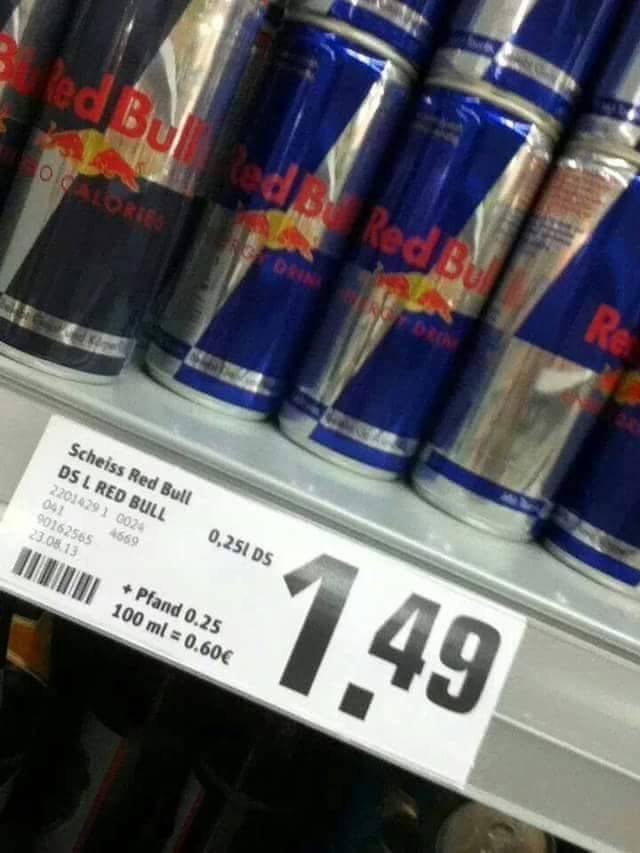 Red Bull
CALORIES
Red Bull
DRINK
Red Bull
ENERGY DRINK
Scheiss Red Bull
DS L RED BULL
2201429 1 0024
041 4669
90162565
23.08.13
0,25l DS
+ Pfand 0.25
100 ml = 0.60€
1.49